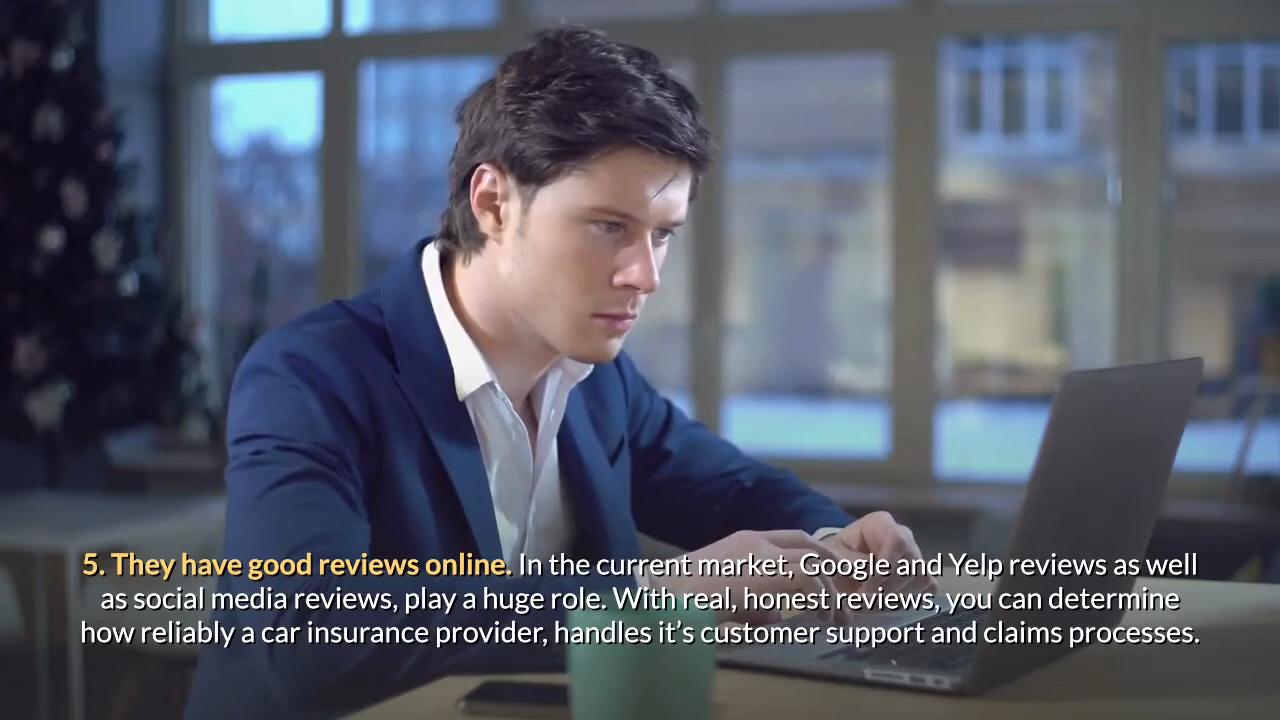 5. They have good reviews online. In the current market, Google and Yelp reviews as well
as social media reviews, play a huge role. With real, honest reviews, you can determine
how reliably a car insurance provider, handles it’s customer support and claims processes.